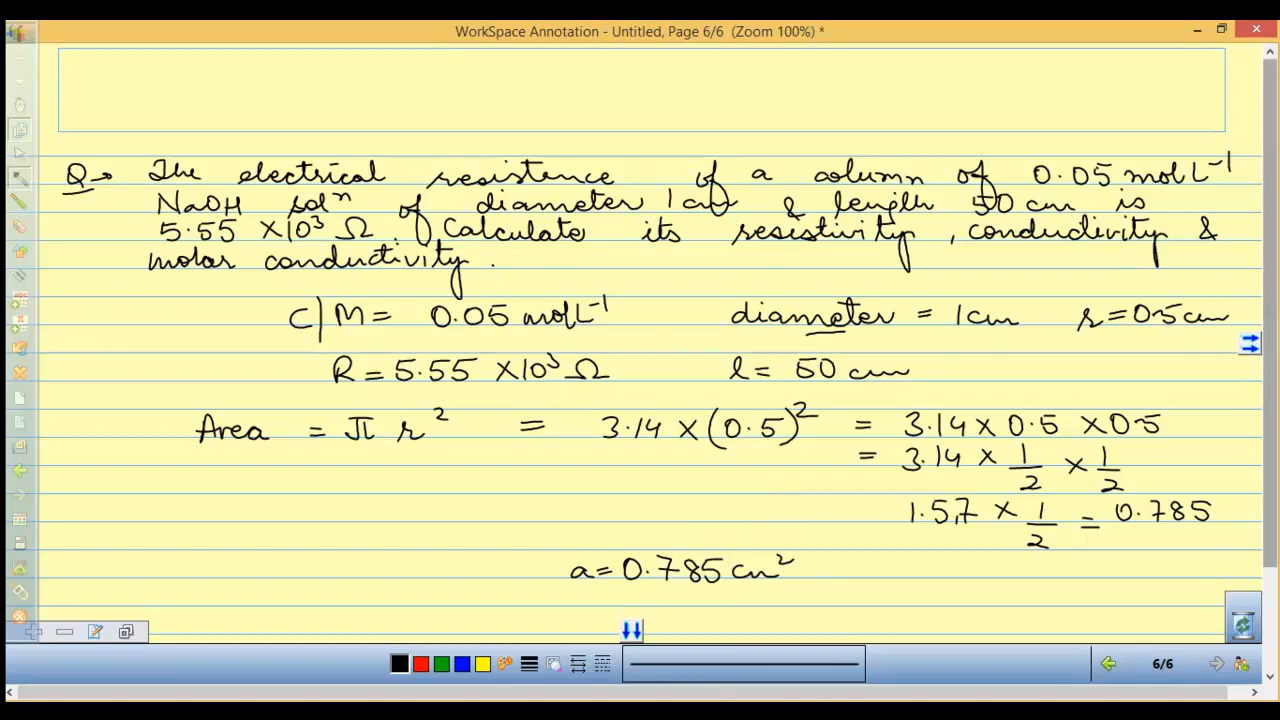 WorkSpace Annotation - Untitled, Page 6/6 (Zoom 100%) *
Q→ The electrical resistence of a column of 0.05 mol L⁻¹
NaOH solⁿ of diameter 1 cm & length 50 cm is
5.55 × 10³ Ω. Calculate its resistivity, conductivity &
molar conductivity.
C | M = 0.05 mol L⁻¹ diameter = 1 cm r = 0.5 cm
R = 5.55 × 10³ Ω l = 50 cm
Area = π r² = 3.14 × (0.5)² = 3.14 × 0.5 × 0.5
= 3.14 × 1/2 × 1/2
1.57 × 1/2 = 0.785
a = 0.785 cm²
6/6